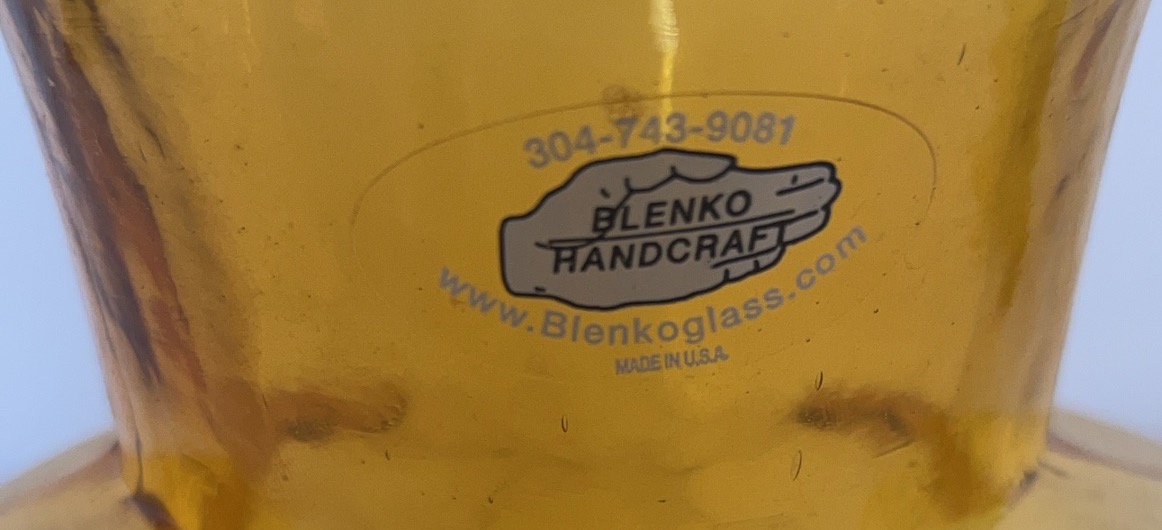 304-743-9081
BLENKO
HANDCRAFT
www.Blenkoglass.com
MADE IN U.S.A.